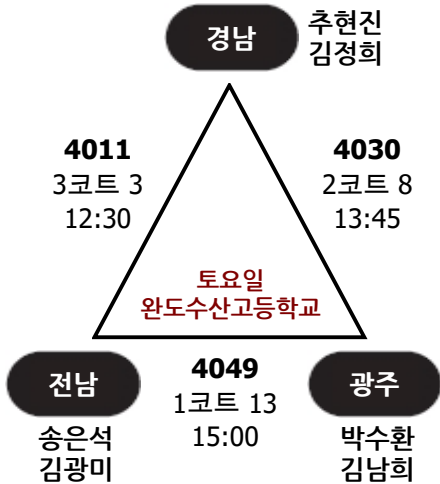 경남
추현진
김정희
4011
3코트 3
12:30
4030
2코트 8
13:45
토요일
완도수산고등학교
전남
송은석
김광미
4049
1코트 13
15:00
광주
박수환
김남희